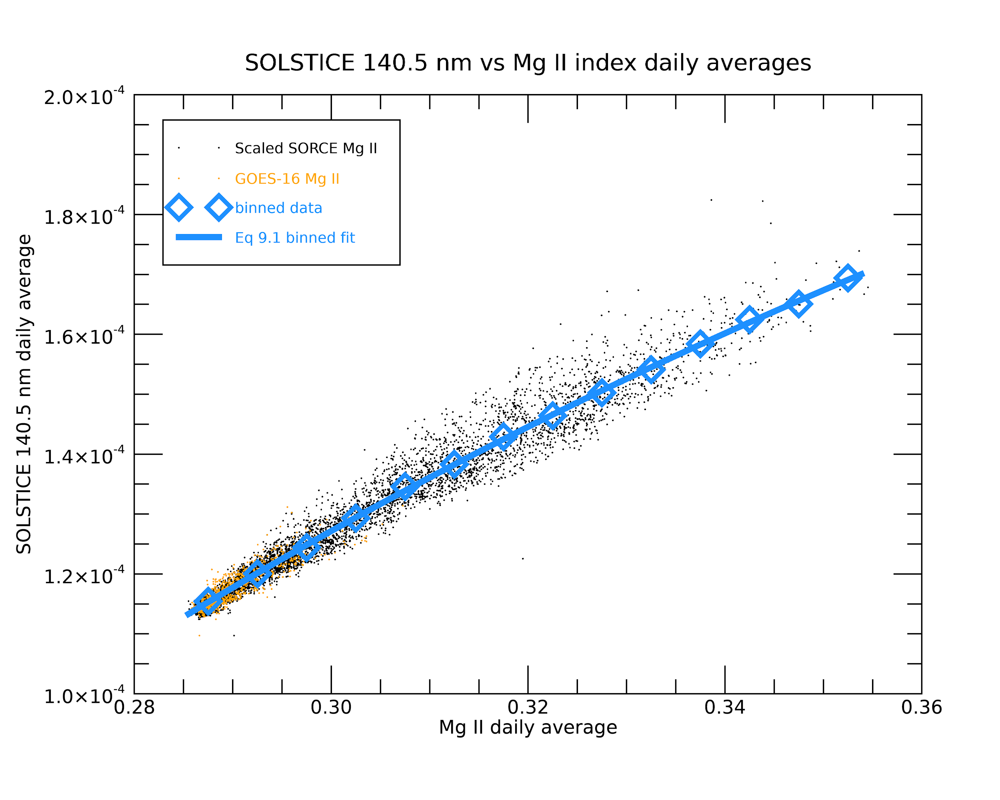 SOLSTICE 140.5 nm vs Mg II index daily averages
2.0×10⁻⁴
1.8×10⁻⁴
1.6×10⁻⁴
1.4×10⁻⁴
1.2×10⁻⁴
1.0×10⁻⁴
SOLSTICE 140.5 nm daily average
Scaled SORCE Mg II
GOES-16 Mg II
binned data
Eq 9.1 binned fit
0.28 0.30 0.32 0.34 0.36
Mg II daily average